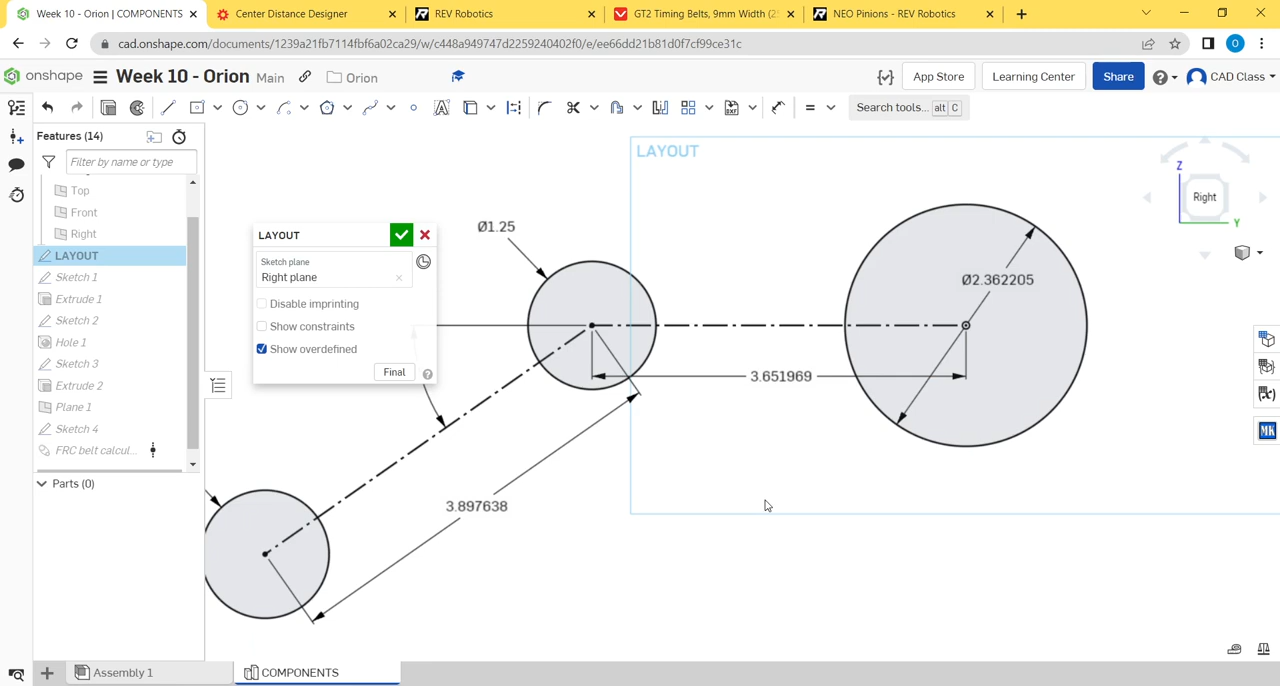 Week 10 - Orion | COMPONENTS
Center Distance Designer
REV Robotics
GT2 Timing Belts, 9mm Width (2
NEO Pinions - REV Robotics
cad.onshape.com/documents/1239a21fb7114fbf6a02ca29/w/c448a949747d2259240402f0/e/ee66dd21b81d0f7cf99ce31c
onshape
Week 10 - Orion
Main
Orion
App Store
Learning Center
Share
CAD Class
Search tools...
alt C
Features (14)
Filter by name or type
Top
Front
Right
LAYOUT
Sketch 1
Extrude 1
Sketch 2
Hole 1
Sketch 3
Extrude 2
Plane 1
Sketch 4
FRC belt calcul...
Parts (0)
LAYOUT
Sketch plane
Right plane
Disable imprinting
Show constraints
Show overdefined
Final
LAYOUT
Ø1.25
Ø2.362205
3.651969
3.897638
Z
Right
Y
MK
Assembly 1
COMPONENTS